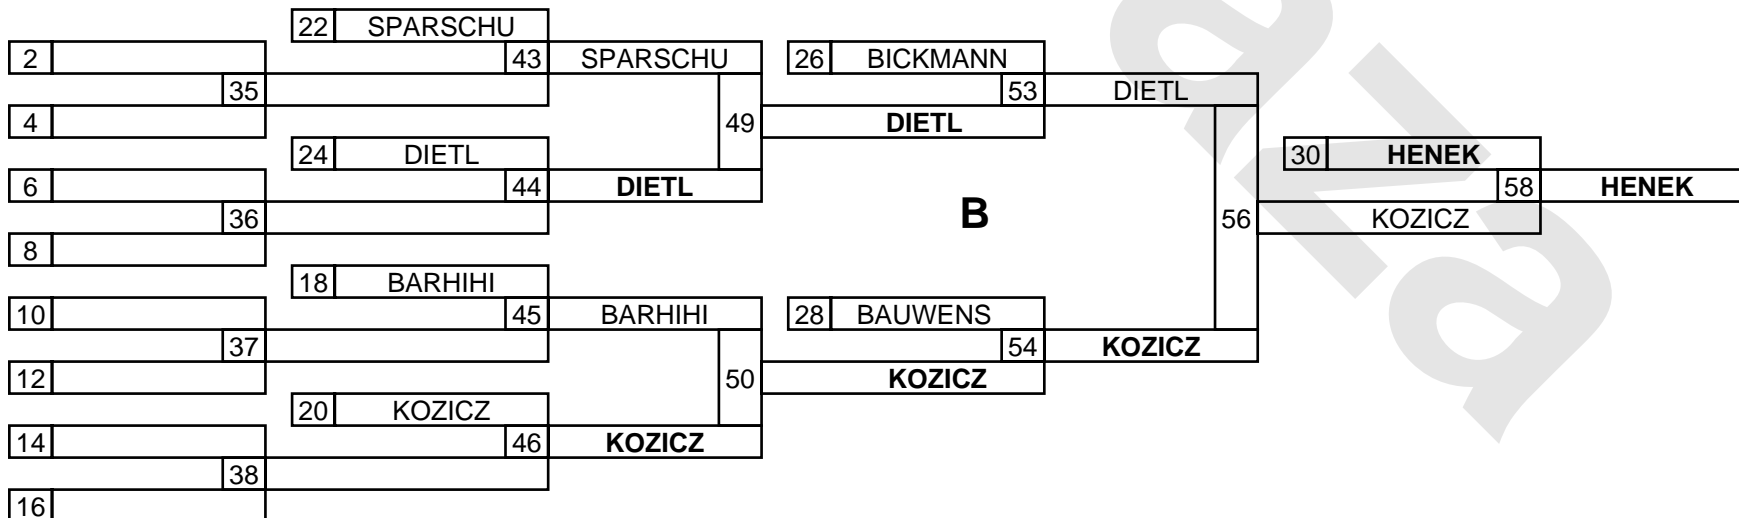 22 SPARSCHU
2 43 SPARSCHU 26 BICKMANN
35 53 DIETL
4 49 DIETL
24 DIETL 30 HENEK
6 44 DIETL 58 HENEK
36 B 56 KOZICZ
8
18 BARHIHI
10 45 BARHIHI 28 BAUWENS
37 54 KOZICZ
12 50 KOZICZ
20 KOZICZ
14 46 KOZICZ
38
16
aza